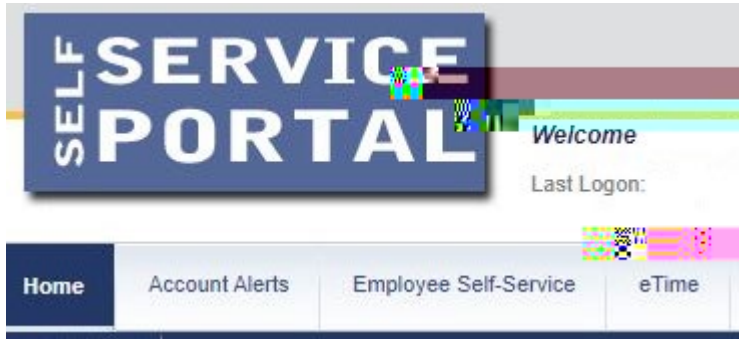 SELF SERVICE
PORTAL
Welcome
Last Logon:
Home Account Alerts Employee Self-Service eTime